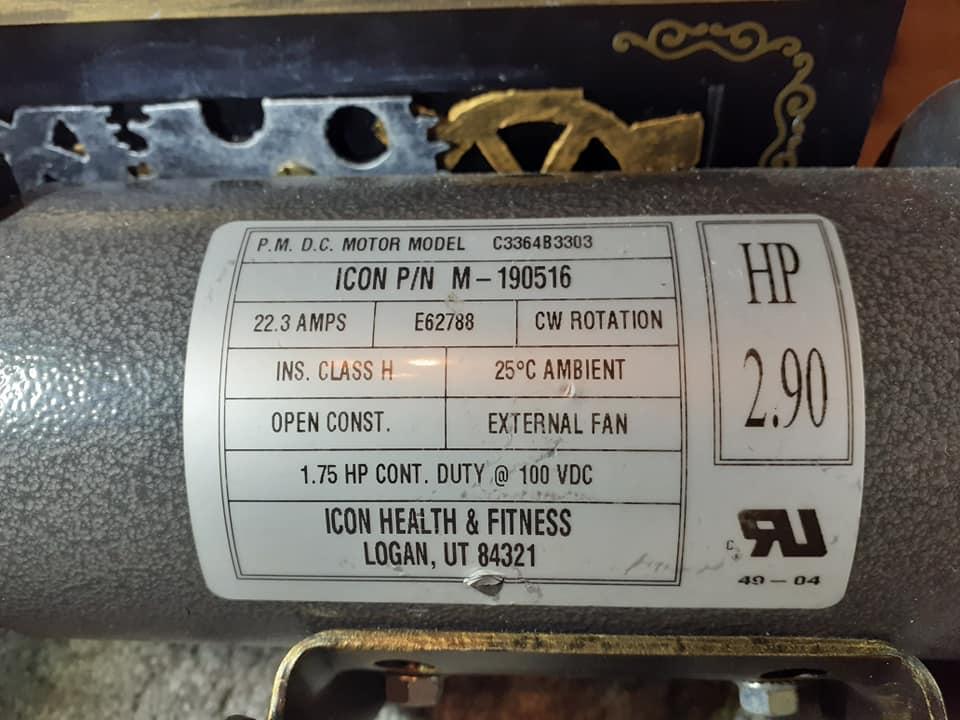 P.M. D.C. MOTOR MODEL C3364B3303
ICON P/N M-190516
22.3 AMPS E62788 CW ROTATION
INS. CLASS H 25°C AMBIENT
OPEN CONST. EXTERNAL FAN
1.75 HP CONT. DUTY @ 100 VDC
ICON HEALTH & FITNESS
LOGAN, UT 84321
HP
2.90
c RU
49-04